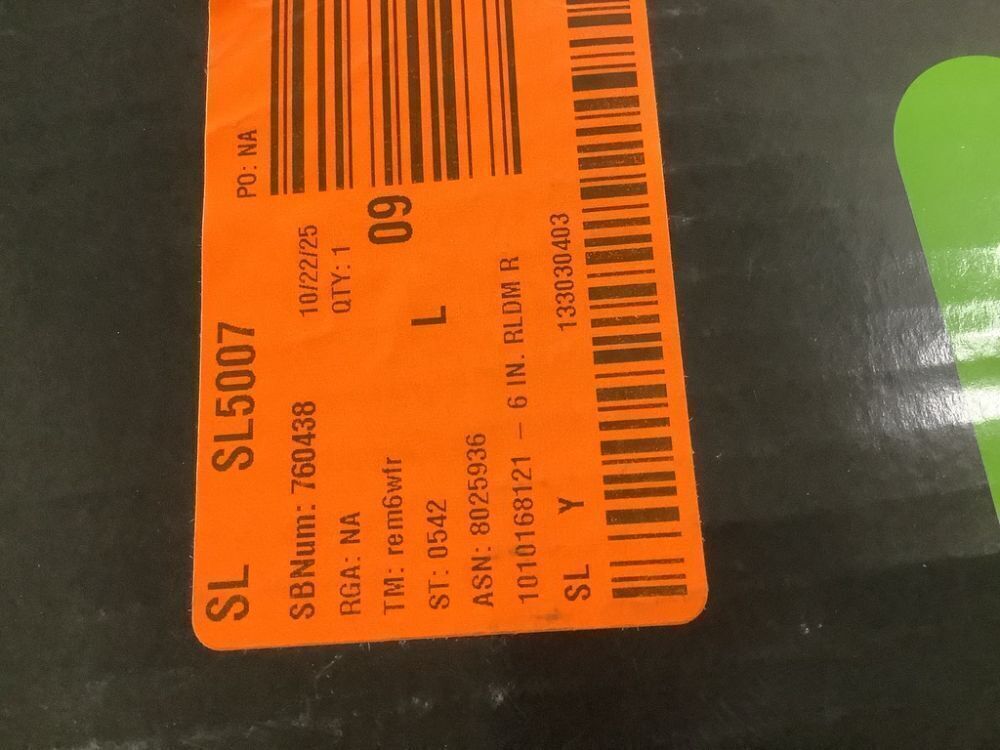 SL SL5007 PO: NA
SBNum: 760438 10/22/25
RGA: NA QTY: 1
TM: rem6wfr 09
ST: 0542 L
ASN: 8025936
1010168121 – 6 IN. RLDM R
SL Y 133030403